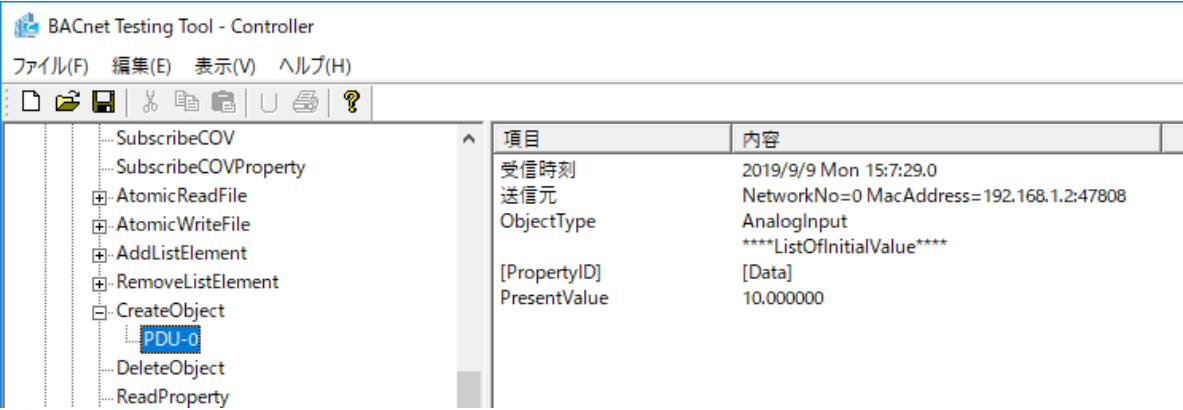 BACnet Testing Tool - Controller
ファイル(F) 編集(E) 表示(V) ヘルプ(H)
SubscribeCOV
SubscribeCOVProperty
AtomicReadFile
AtomicWriteFile
AddListElement
RemoveListElement
CreateObject
PDU-0
DeleteObject
ReadProperty
項目 内容
受信時刻 2019/9/9 Mon 15:7:29.0
送信元 NetworkNo=0 MacAddress=192.168.1.2:47808
ObjectType AnalogInput
****ListOfInitialValue****
[PropertyID] [Data]
PresentValue 10.000000